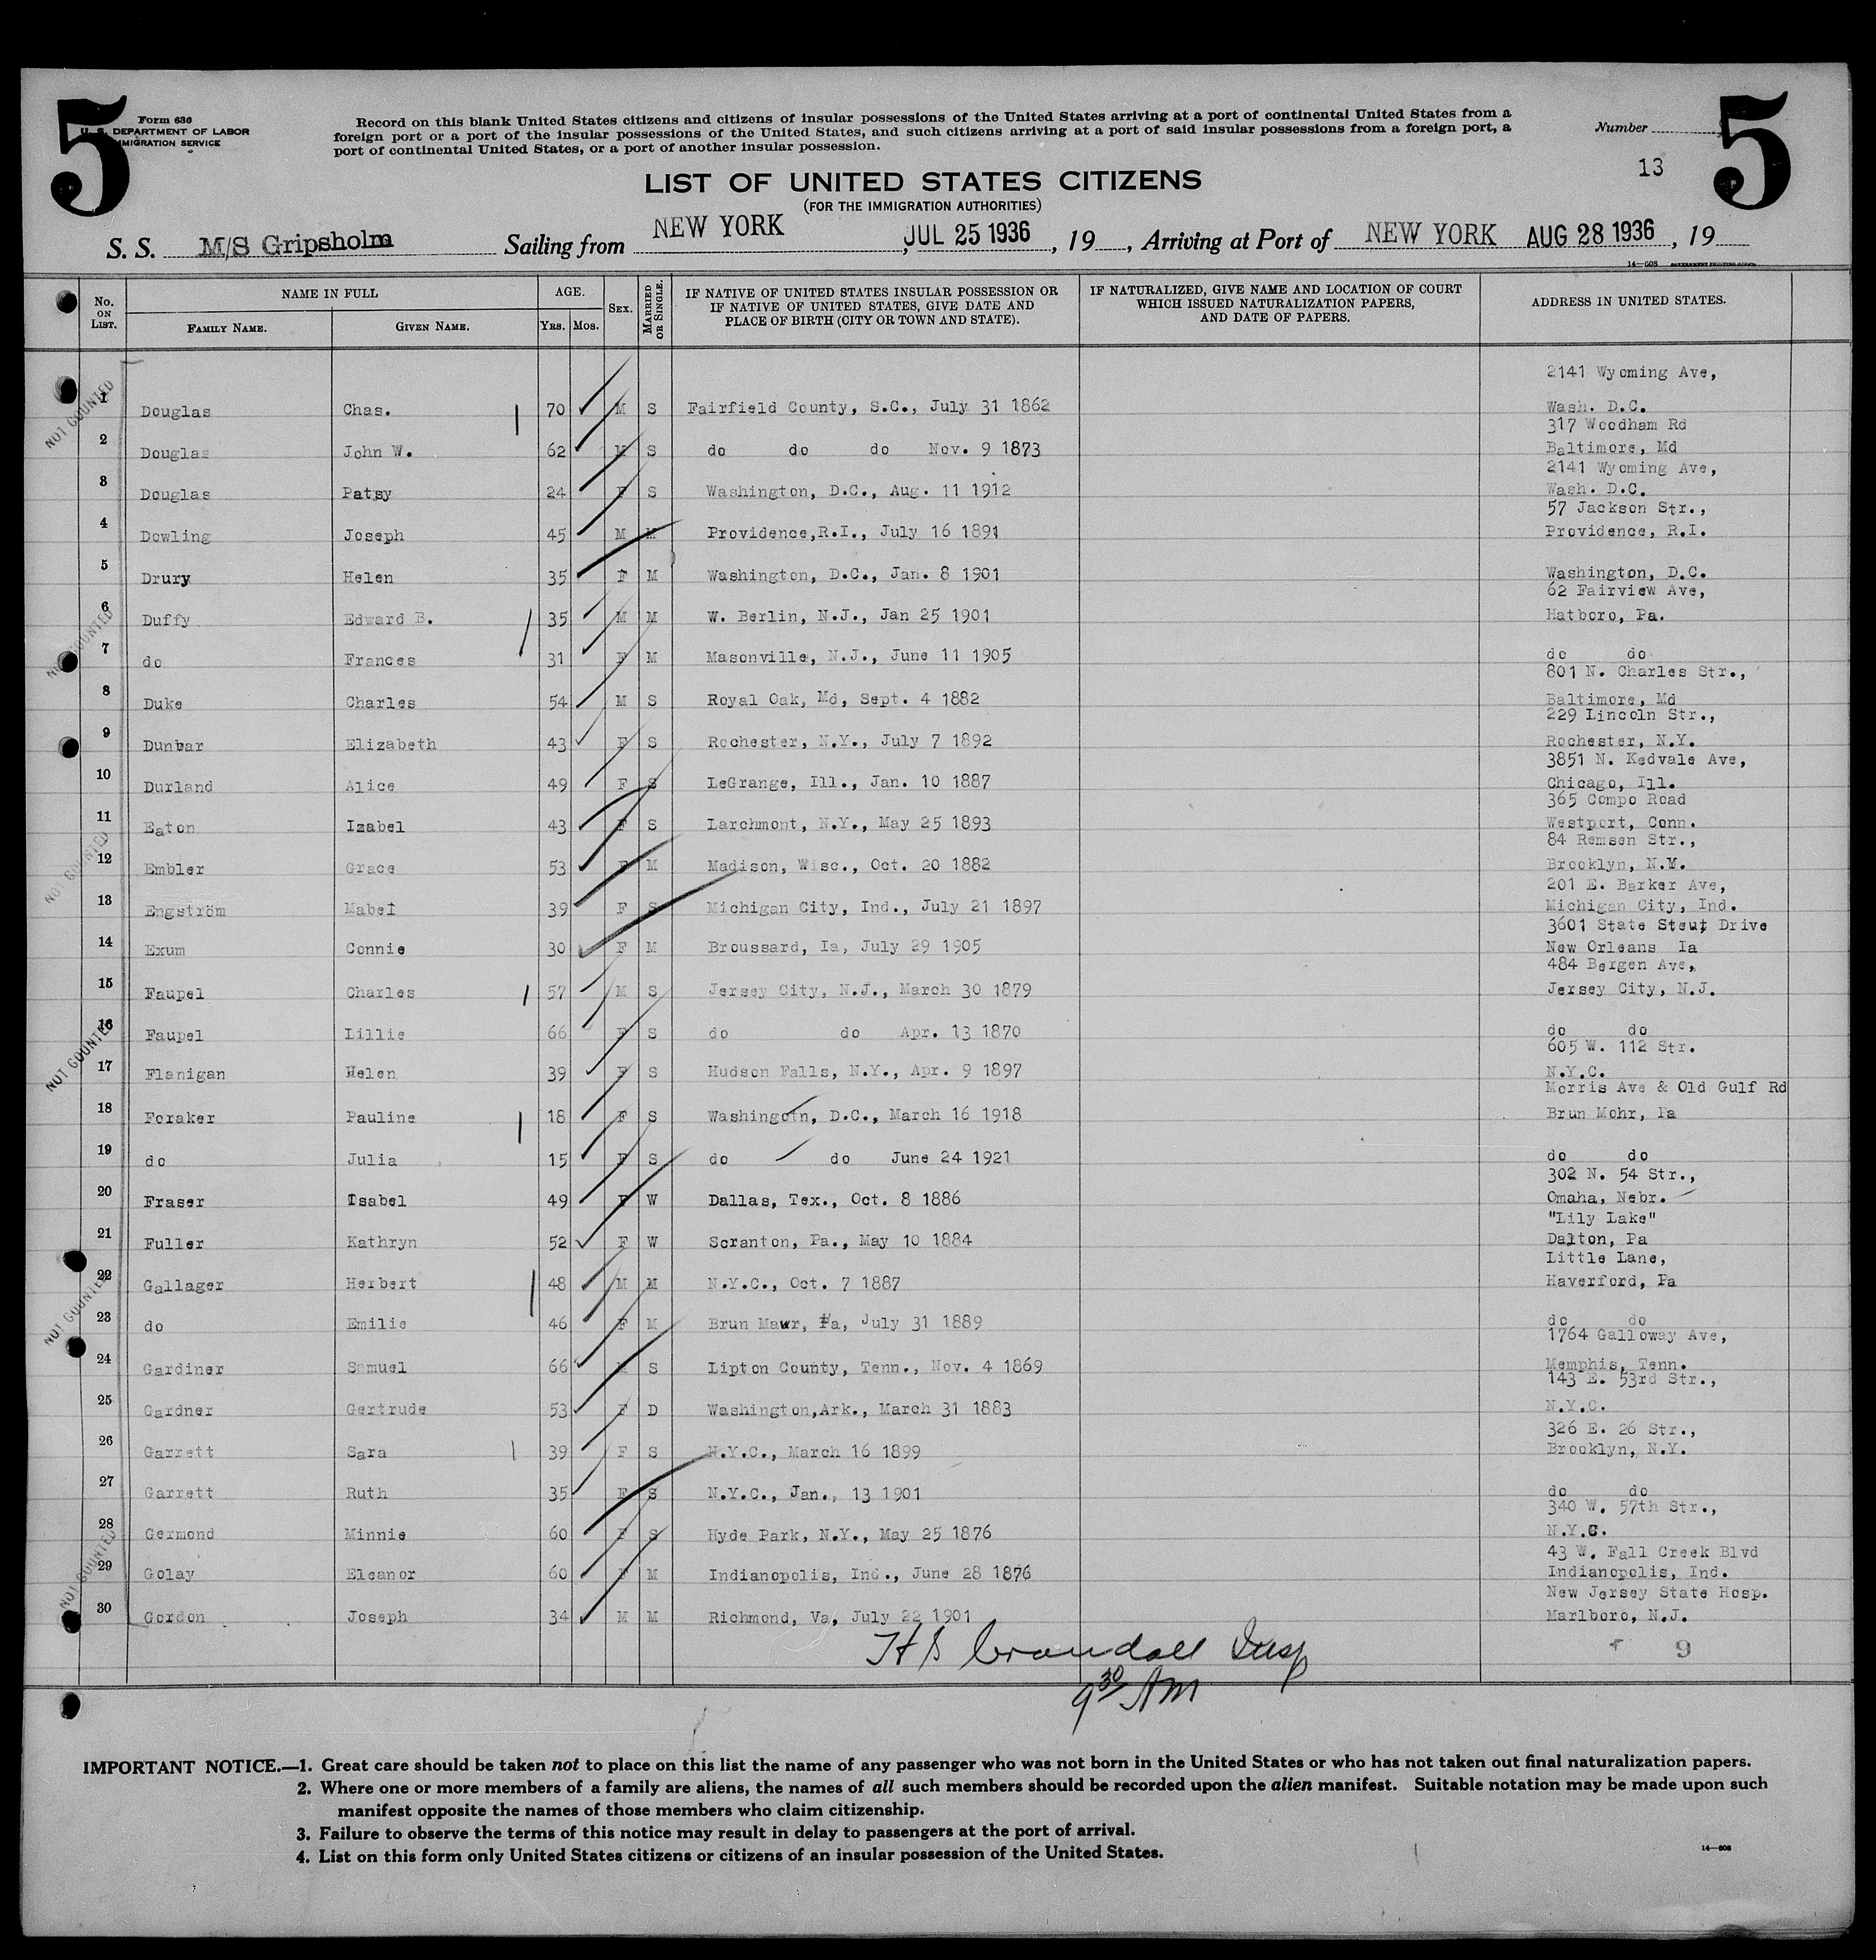 5
Form 630
U. S. DEPARTMENT OF LABOR
IMMIGRATION SERVICE
Record on this blank United States citizens and citizens of insular possessions of the United States arriving at a port of continental United States from a
foreign port or a port of the insular possessions of the United States, and such citizens arriving at a port of said insular possessions from a foreign port, a
port of continental United States, or a port of another insular possession.
Number
13
5
LIST OF UNITED STATES CITIZENS
(FOR THE IMMIGRATION AUTHORITIES)
S. S. M/S Gripsholm Sailing from NEW YORK, JUL 25 1936, 19 , Arriving at Port of NEW YORK AUG 28 1936, 19
14—608 GOVERNMENT PRINTING OFFICE
No. ON LIST. NAME IN FULL FAMILY NAME. GIVEN NAME. AGE. YRS. MOS. SEX. MARRIED OR SINGLE. IF NATIVE OF UNITED STATES INSULAR POSSESSION OR IF NATIVE OF UNITED STATES, GIVE DATE AND PLACE OF BIRTH (CITY OR TOWN AND STATE). IF NATURALIZED, GIVE NAME AND LOCATION OF COURT WHICH ISSUED NATURALIZATION PAPERS, AND DATE OF PAPERS. ADDRESS IN UNITED STATES.
2141 Wyoming Ave,
1 Douglas Chas. 70 M S Fairfield County, S.C., July 31 1862 Wash. D.C.
317 Woodham Rd
2 Douglas John W. 62 M S do do do Nov. 9 1873 Baltimore, Md
2141 Wyoming Ave,
3 Douglas Patsy 24 F S Washington, D.C., Aug. 11 1912 Wash. D.C.
57 Jackson Str.,
4 Dowling Joseph 45 M M Providence,R.I., July 16 1891 Providence, R.I.
5 Drury Helen 35 F M Washington, D.C., Jan. 8 1901 Washington, D.C.
62 Fairview Ave,
6 Duffy Edward B. 35 M M W. Berlin, N.J., Jan 25 1901 Hatboro, Pa.
7 do Frances 31 F M Masonville, N.J., June 11 1905 do do
801 N. Charles Str.,
8 Duke Charles 54 M S Royal Oak, Md, Sept. 4 1882 Baltimore, Md
229 Lincoln Str.,
9 Dunbar Elizabeth 43 F S Rochester, N.Y., July 7 1892 Rochester, N.Y.
3851 N. Kedvale Ave,
10 Durland Alice 49 F S LeGrange, Ill., Jan. 10 1887 Chicago, Ill.
365 Compo Road
11 Eaton Izabel 43 F S Larchmont, N.Y., May 25 1893 Westport, Conn.
84 Remsen Str.,
12 Embler Grace 53 F M Madison, Wisc., Oct. 20 1882 Brooklyn, N.Y.
201 E. Barker Ave,
13 Engström Mabel 39 F S Michigan City, Ind., July 21 1897 Michigan City, Ind.
3601 State Steut Drive
14 Exum Connie 30 F M Broussard, Ia, July 29 1905 New Orleans Ia
484 Bergen Ave,
15 Faupel Charles 57 M S Jersey City, N.J., March 30 1879 Jersey City, N.J.
16 Faupel Lillie 66 F S do do Apr. 13 1870 do do
605 W. 112 Str.
17 Flanigan Helen 39 F S Hudson Falls, N.Y., Apr. 9 1897 N.Y.C.
Morris Ave & Old Gulf Rd
18 Foraker Pauline 18 F S Washingotn, D.C., March 16 1918 Brun Mohr, Pa
19 do Julia 15 F S do do June 24 1921 do do
302 N. 54 Str.,
20 Fraser Isabel 49 F W Dallas, Tex., Oct. 8 1886 Omaha, Nebr.
"Lily Lake"
21 Fuller Kathryn 52 F W Scranton, Pa., May 10 1884 Dalton, Pa
Little Lane,
22 Gallager Herbert 48 M M N.Y.C., Oct. 7 1887 Haverford, Pa
23 do Emilie 46 F M Brun Mawr, Pa, July 31 1889 do do
1764 Galloway Ave,
24 Gardiner Samuel 66 M S Lipton County, Tenn., Nov. 4 1869 Memphis, Tenn.
143 E. 53rd Str.,
25 Gardner Gertrude 53 F D Washington,Ark., March 31 1883 N.Y.C.
326 E. 26 Str.,
26 Garrett Sara 39 F S N.Y.C., March 16 1899 Brooklyn, N.Y.
27 Garrett Ruth 35 F S N.Y.C., Jan., 13 1901 do do
340 W. 57th Str.,
28 Germond Minnie 60 F S Hyde Park, N.Y., May 25 1876 N.Y.C.
43 W. Fall Creek Blvd
29 Golay Eleanor 60 F M Indianopolis, Ind., June 28 1876 Indianopolis, Ind.
New Jersey State Hosp.
30 Gordon Joseph 34 M M Richmond, Va, July 22 1901 Marlboro, N.J.
NOT COUNTED
NOT COUNTED
NOT COUNTED
NOT COUNTED
NOT COUNTED
NOT COUNTED
H S Crandall Insp
9
9 30 AM
IMPORTANT NOTICE.—1. Great care should be taken not to place on this list the name of any passenger who was not born in the United States or who has not taken out final naturalization papers.
2. Where one or more members of a family are aliens, the names of all such members should be recorded upon the alien manifest. Suitable notation may be made upon such
manifest opposite the names of those members who claim citizenship.
3. Failure to observe the terms of this notice may result in delay to passengers at the port of arrival.
4. List on this form only United States citizens or citizens of an insular possession of the United States.
14—608